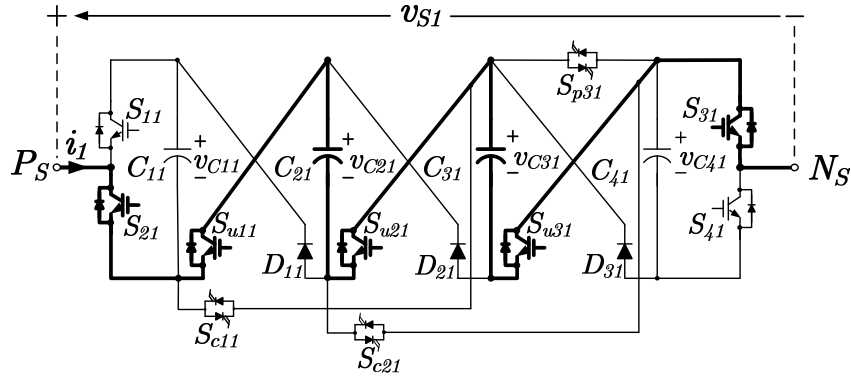 + v_{S1} −
S_{p31}
S_{11} S_{31}
P_S i_1 C_{11} + v_{C11} − C_{21} + v_{C21} − C_{31} + v_{C31} − C_{41} + v_{C41} − N_S
S_{21} S_{u11} S_{u21} S_{u31} S_{41}
D_{11} D_{21} D_{31}
S_{c11}
S_{c21}